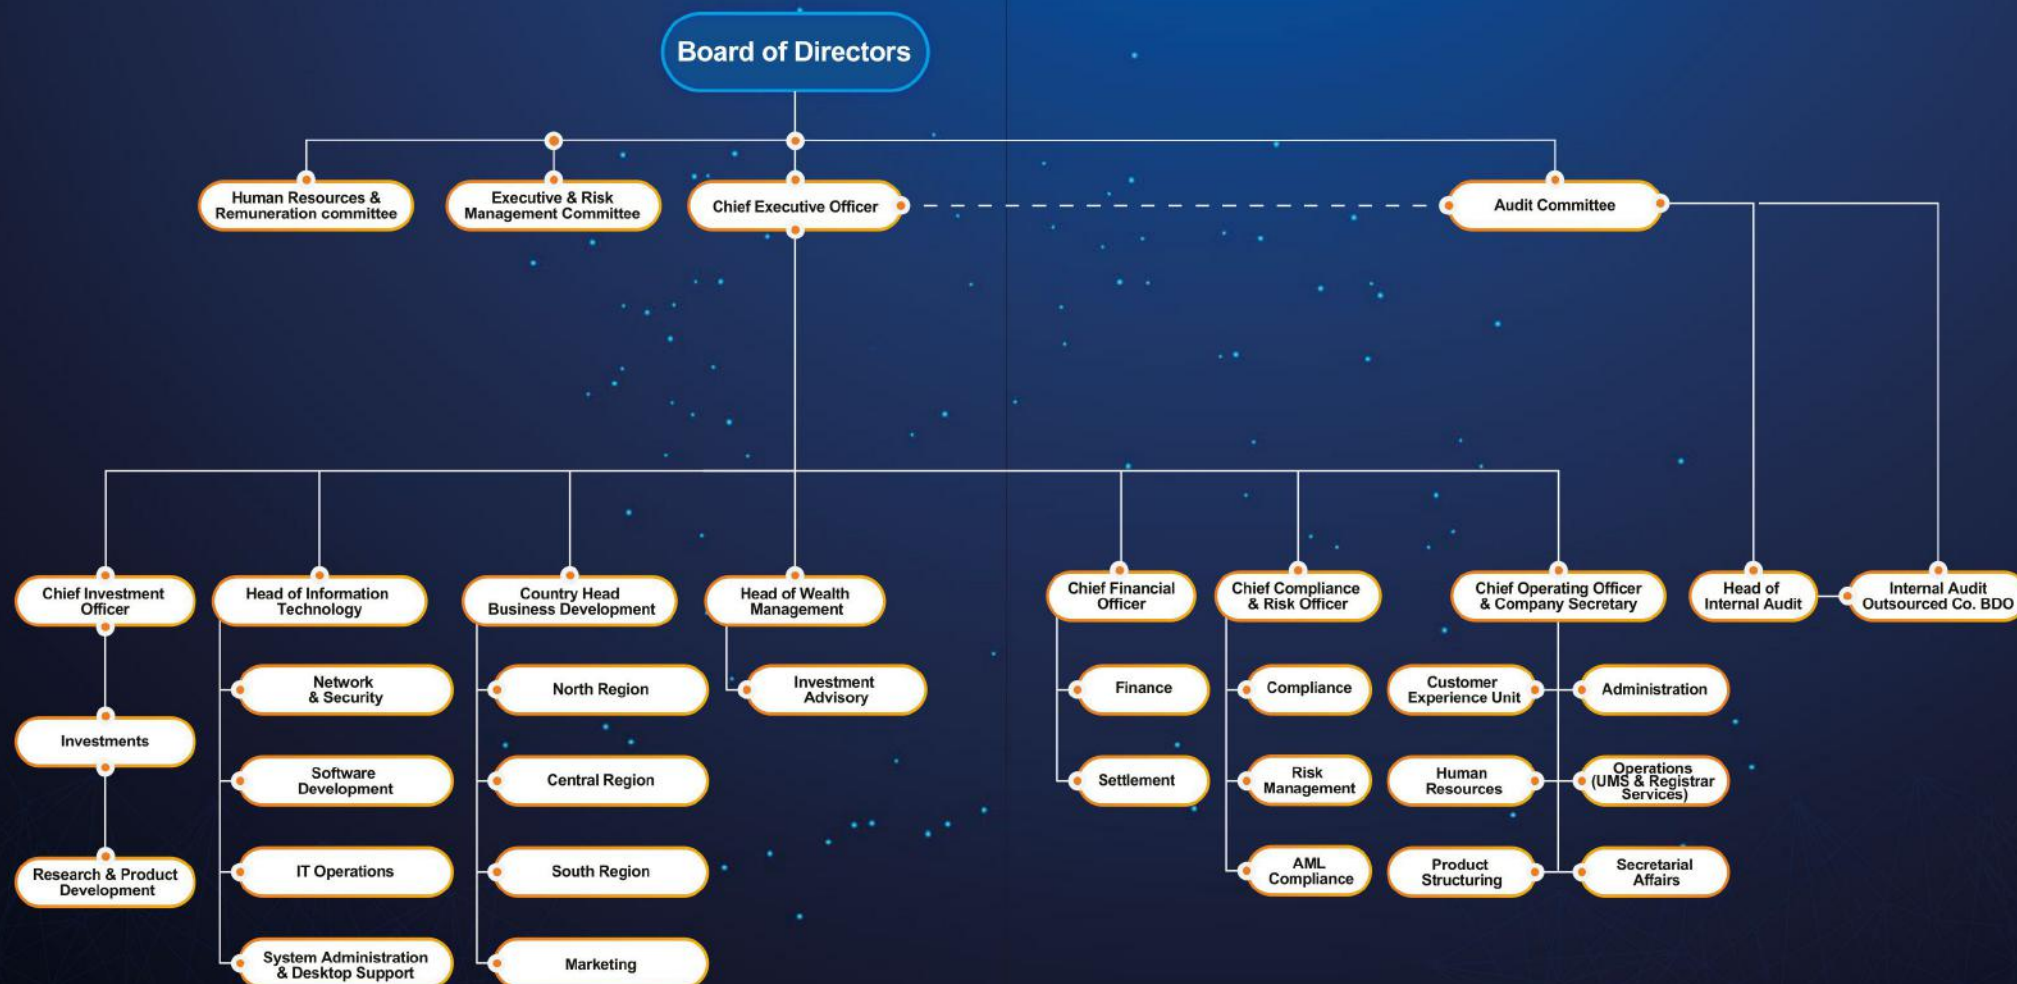 Board of Directors
Human Resources &
Remuneration committee
Executive & Risk
Management Committee
Chief Executive Officer
Audit Committee
Chief Investment
Officer
Head of Information
Technology
Country Head
Business Development
Head of Wealth
Management
Chief Financial
Officer
Chief Compliance
& Risk Officer
Chief Operating Officer
& Company Secretary
Head of
Internal Audit
Internal Audit
Outsourced Co. BDO
Investments
Research & Product
Development
Network
& Security
Software
Development
IT Operations
System Administration
& Desktop Support
North Region
Central Region
South Region
Marketing
Investment
Advisory
Finance
Settlement
Compliance
Risk
Management
AML
Compliance
Customer
Experience Unit
Human
Resources
Product
Structuring
Administration
Operations
(UMS & Registrar
Services)
Secretarial
Affairs